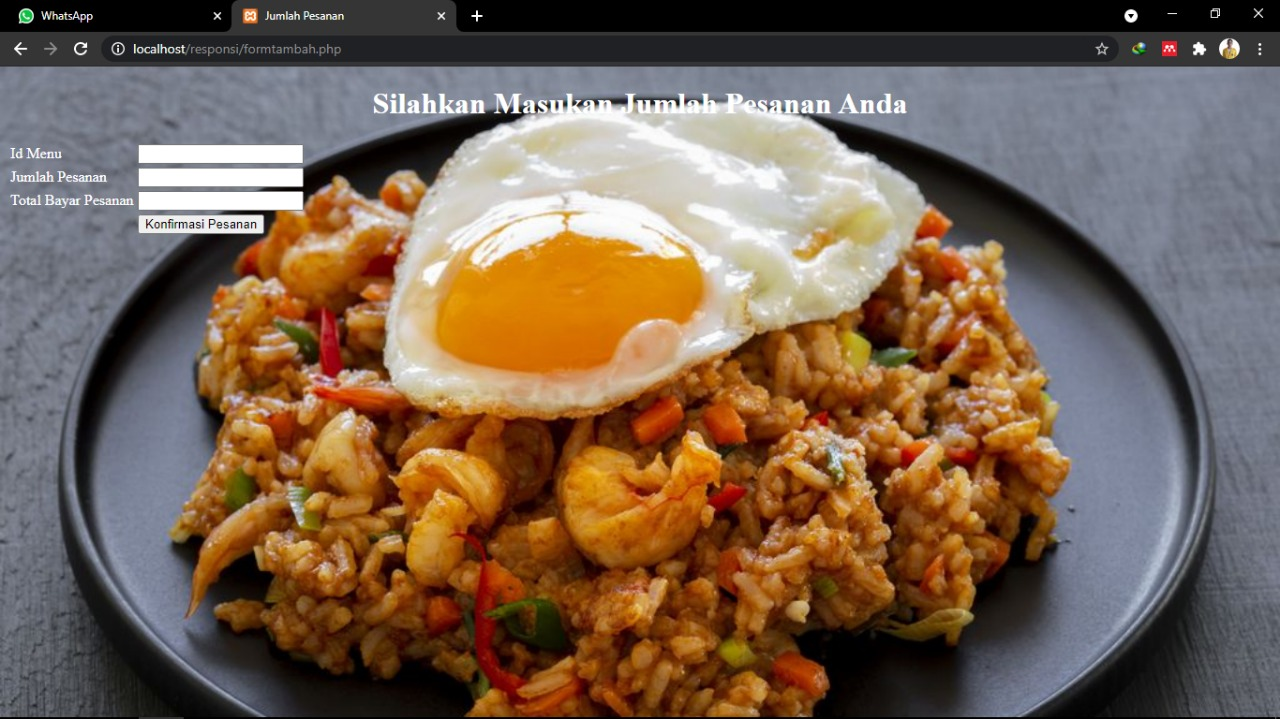 WhatsApp
Jumlah Pesanan
localhost/responsi/formtambah.php
Silahkan Masukan Jumlah Pesanan Anda
Id Menu
Jumlah Pesanan
Total Bayar Pesanan
Konfirmasi Pesanan